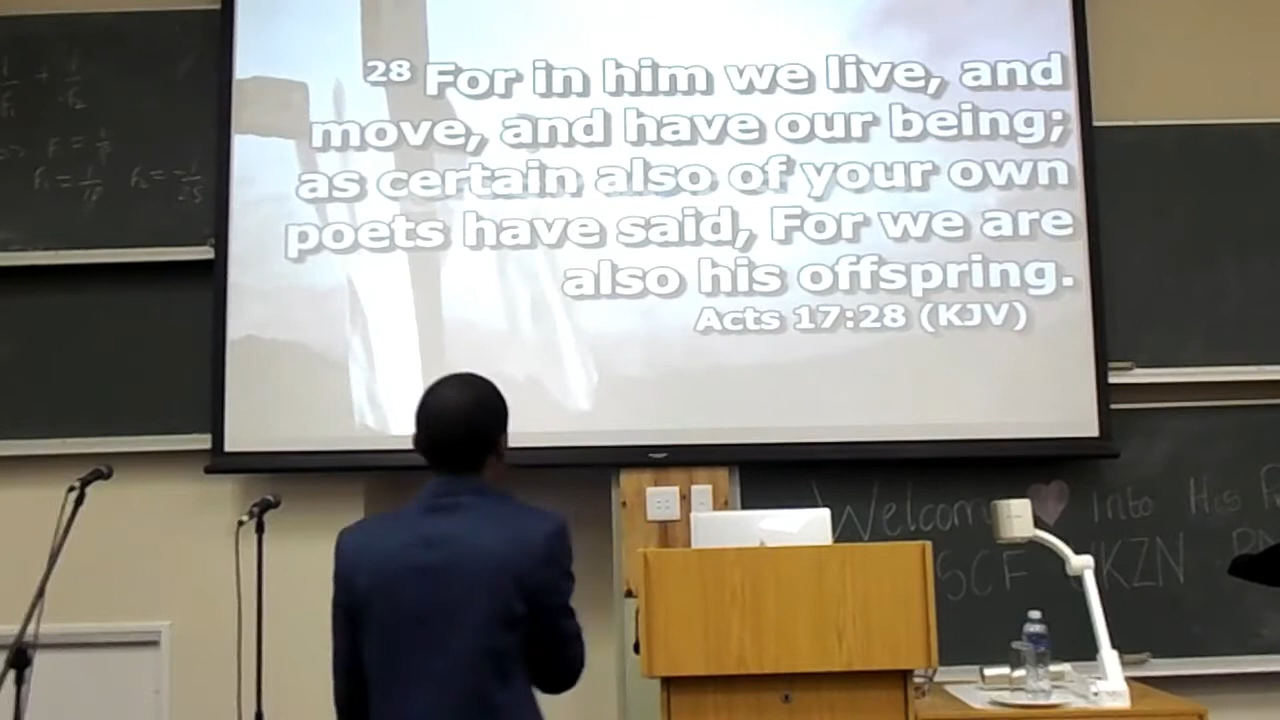 28 For in him we live, and
move, and have our being;
as certain also of your own
poets have said, For we are
also his offspring.
Acts 17:28 (KJV)
Welcome Into His
SCF UKZN